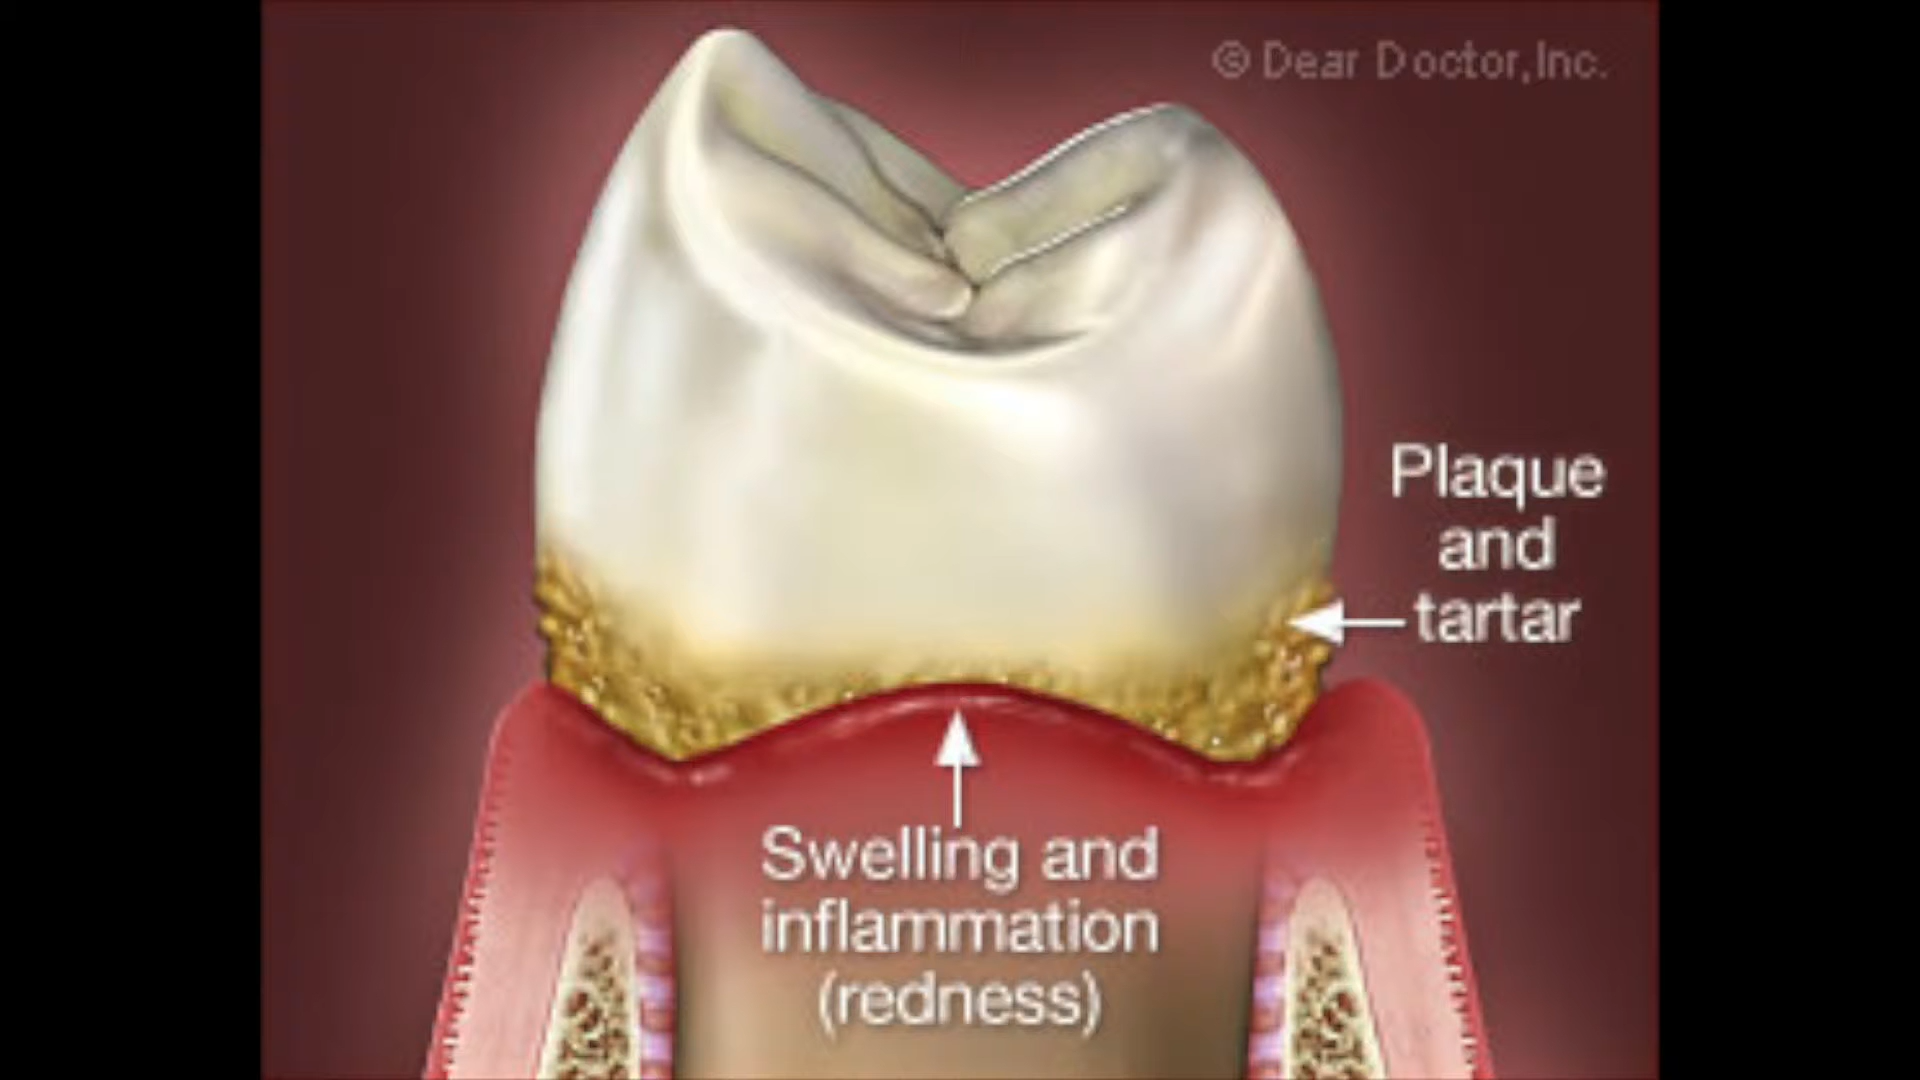 © Dear Doctor, Inc.
Plaque
and
tartar
Swelling and
inflammation
(redness)